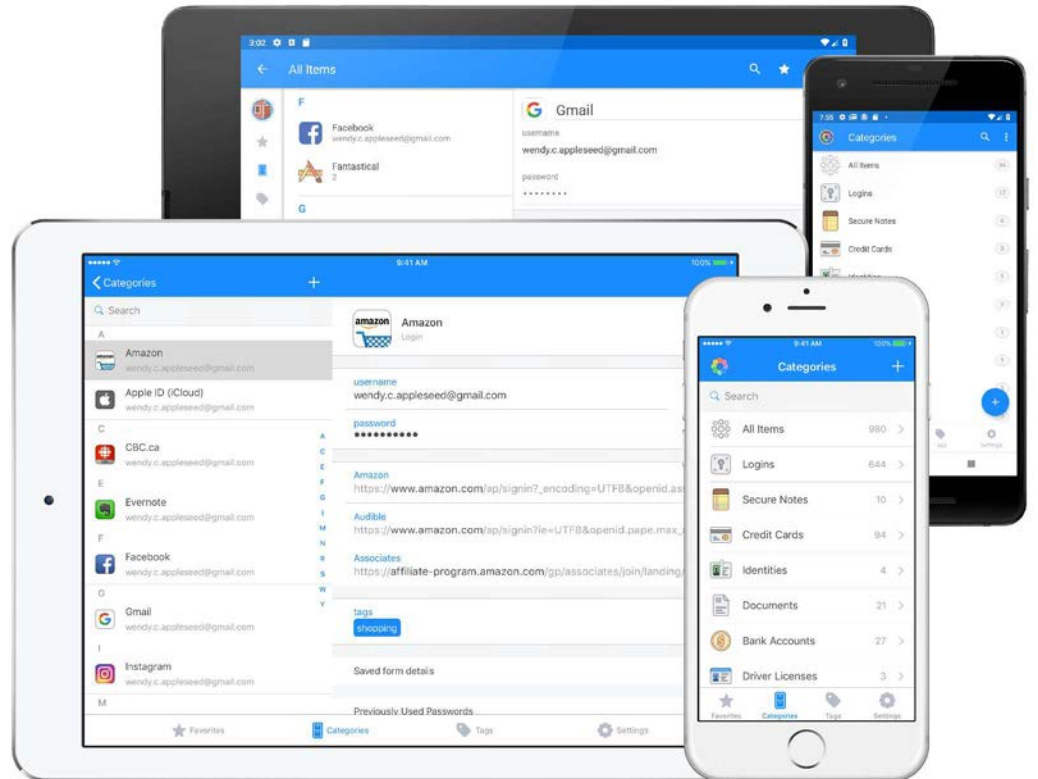 3:02
All Items
F
Facebook
wendy.c.appleseed@gmail.com
Fantastical
2
G
Gmail
username
wendy.c.appleseed@gmail.com
password
7:55
Categories
All Items
Logins
Secure Notes
Credit Cards
Identities
Settings
9:41 AM
100%
Categories
Search
A
amazon
Amazon
wendy.c.appleseed@gmail.com
Apple ID (iCloud)
wendy.c.appleseed@gmail.com
C
CBC.ca
wendy.c.appleseed@gmail.com
E
Evernote
wendy.c.appleseed@gmail.com
F
Facebook
wendy.c.appleseed@gmail.com
G
Gmail
wendy.c.appleseed@gmail.com
I
Instagram
wendy.c.appleseed@gmail.com
M
A
C
E
F
G
I
M
N
R
S
W
Y
amazon
Amazon
Login
username
wendy.c.appleseed@gmail.com
password
Amazon
https://www.amazon.com/ap/signin?_encoding=UTF8&openid.as
Audible
https://www.amazon.com/ap/signin?ie=UTF8&openid.pape.max_
Associates
https://affiliate-program.amazon.com/gp/associates/join/landing/
tags
shopping
Saved form details
Previously Used Passwords
Favorites
Categories
Tags
Settings
9:41 AM
100%
Categories
Search
All Items 980
Logins 644
Secure Notes 10
Credit Cards 94
Identities 4
Documents 21
Bank Accounts 27
Driver Licenses 3
Favorites
Categories
Tags
Settings